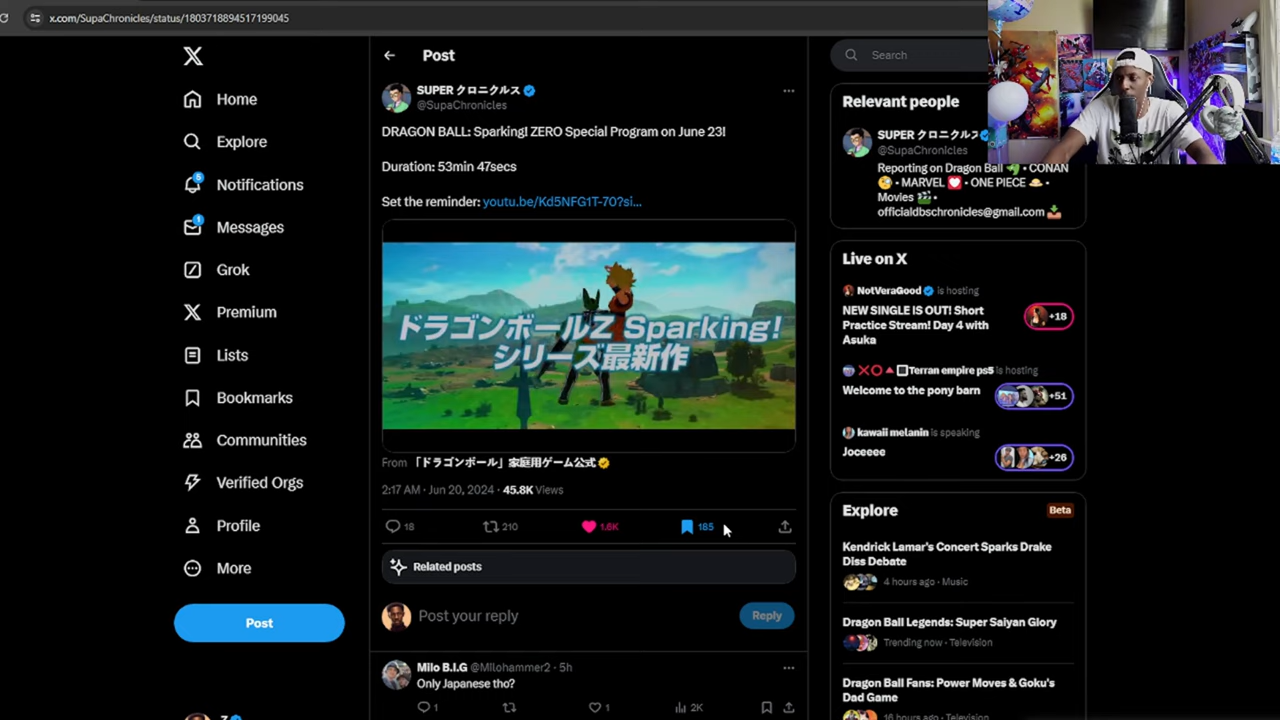 x.com/SupaChronicles/status/1803718894517199045
Home
Explore
5
Notifications
1
Messages
Grok
Premium
Lists
Bookmarks
Communities
Verified Orgs
Profile
More
Post
Post
SUPER クロニクルス
@SupaChronicles
DRAGON BALL: Sparking! ZERO Special Program on June 23!
Duration: 53min 47secs
Set the reminder: youtu.be/Kd5NFG1T-70?si...
ドラゴンボールZ Sparking!
シリーズ最新作
From 「ドラゴンボール」家庭用ゲーム公式
2:17 AM · Jun 20, 2024 · 45.8K Views
18 210 1.6K 185
Related posts
Post your reply
Reply
Milo B.I.G @MIlohammer2 · 5h
Only Japanese tho?
1 1 2K
Search
Relevant people
SUPER クロニクルス
@SupaChronicles
Reporting on Dragon Ball • CONAN
• MARVEL • ONE PIECE •
Movies •
officialdbschronicles@gmail.com
Live on X
NotVeraGood is hosting
NEW SINGLE IS OUT! Short
Practice Stream! Day 4 with
Asuka
+18
Terran empire ps5 is hosting
Welcome to the pony barn
+51
kawaii melanin is speaking
Joceeee
+26
Explore
Beta
Kendrick Lamar's Concert Sparks Drake
Diss Debate
4 hours ago · Music
Dragon Ball Legends: Super Saiyan Glory
Trending now · Television
Dragon Ball Fans: Power Moves & Goku's
Dad Game
16 hours ago · Television